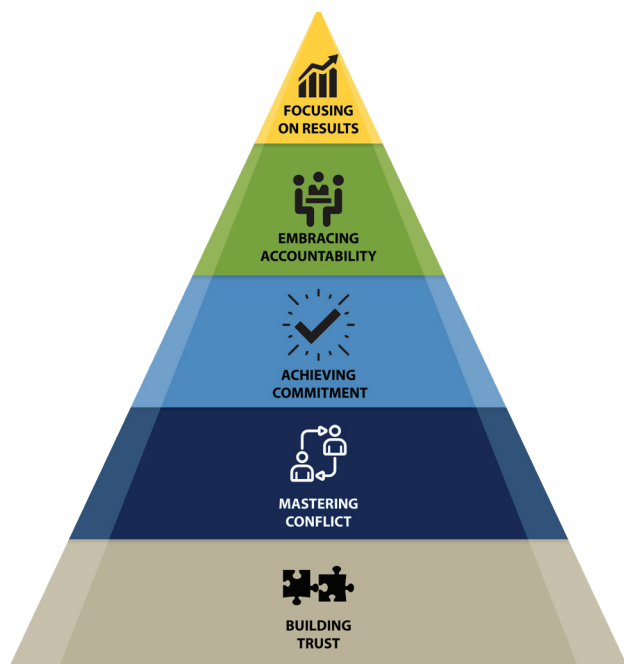 FOCUSING
ON RESULTS
EMBRACING
ACCOUNTABILITY
ACHIEVING
COMMITMENT
MASTERING
CONFLICT
BUILDING
TRUST